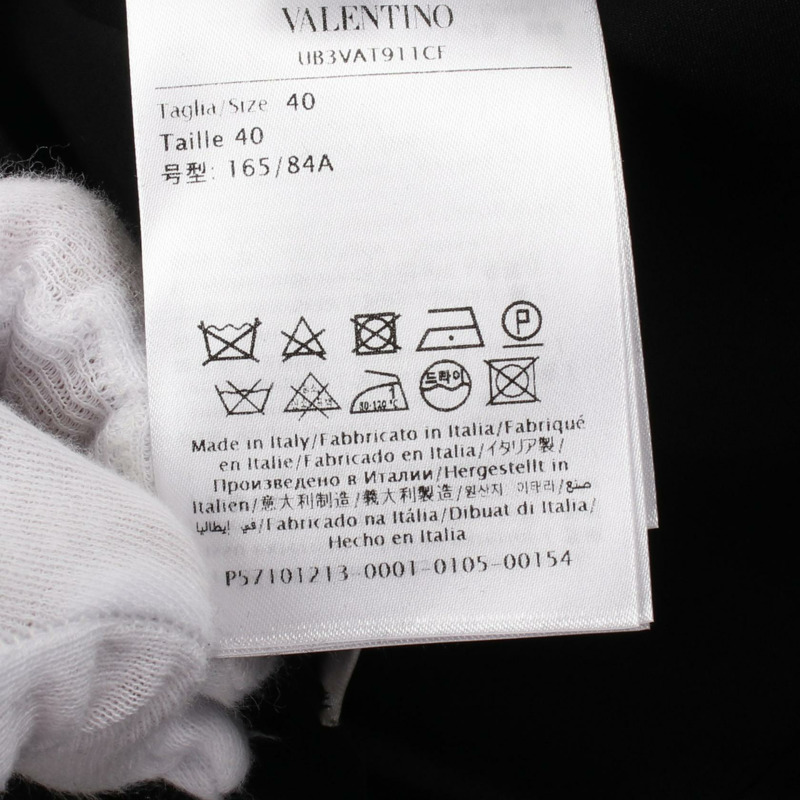 VALENTINO
UB3VAT911CF
Taglia/Size 40
Taille 40
号型: 165/84A
P
드라이
80-120 °C
Made in Italy/Fabbricato in Italia/Fabriqué
en Italie/Fabricado en Italia/イタリア製/
Произведено в Италии/Hergestellt in
Italien/意大利制造/義大利製造/원산지 이태리/صنع
في إيطاليا/Fabricado na Itália/Dibuat di Italia/
Hecho en Italia
P57101213-0001-0105-00154